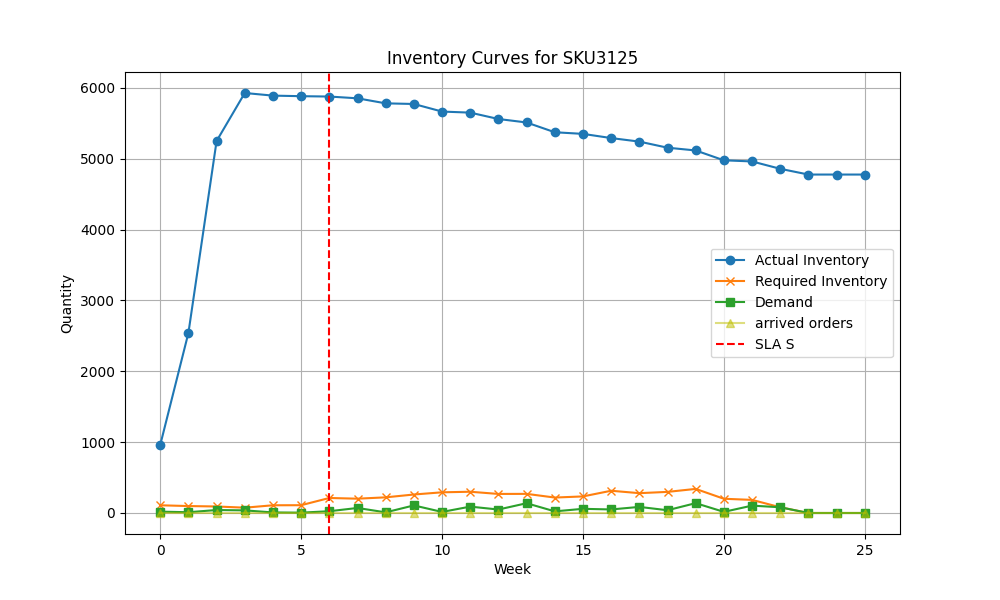 Inventory Curves for SKU3125
Quantity
6000
5000
4000
3000
2000
1000
0
Actual Inventory
Required Inventory
Demand
arrived orders
SLA S
0 5 10 15 20 25
Week